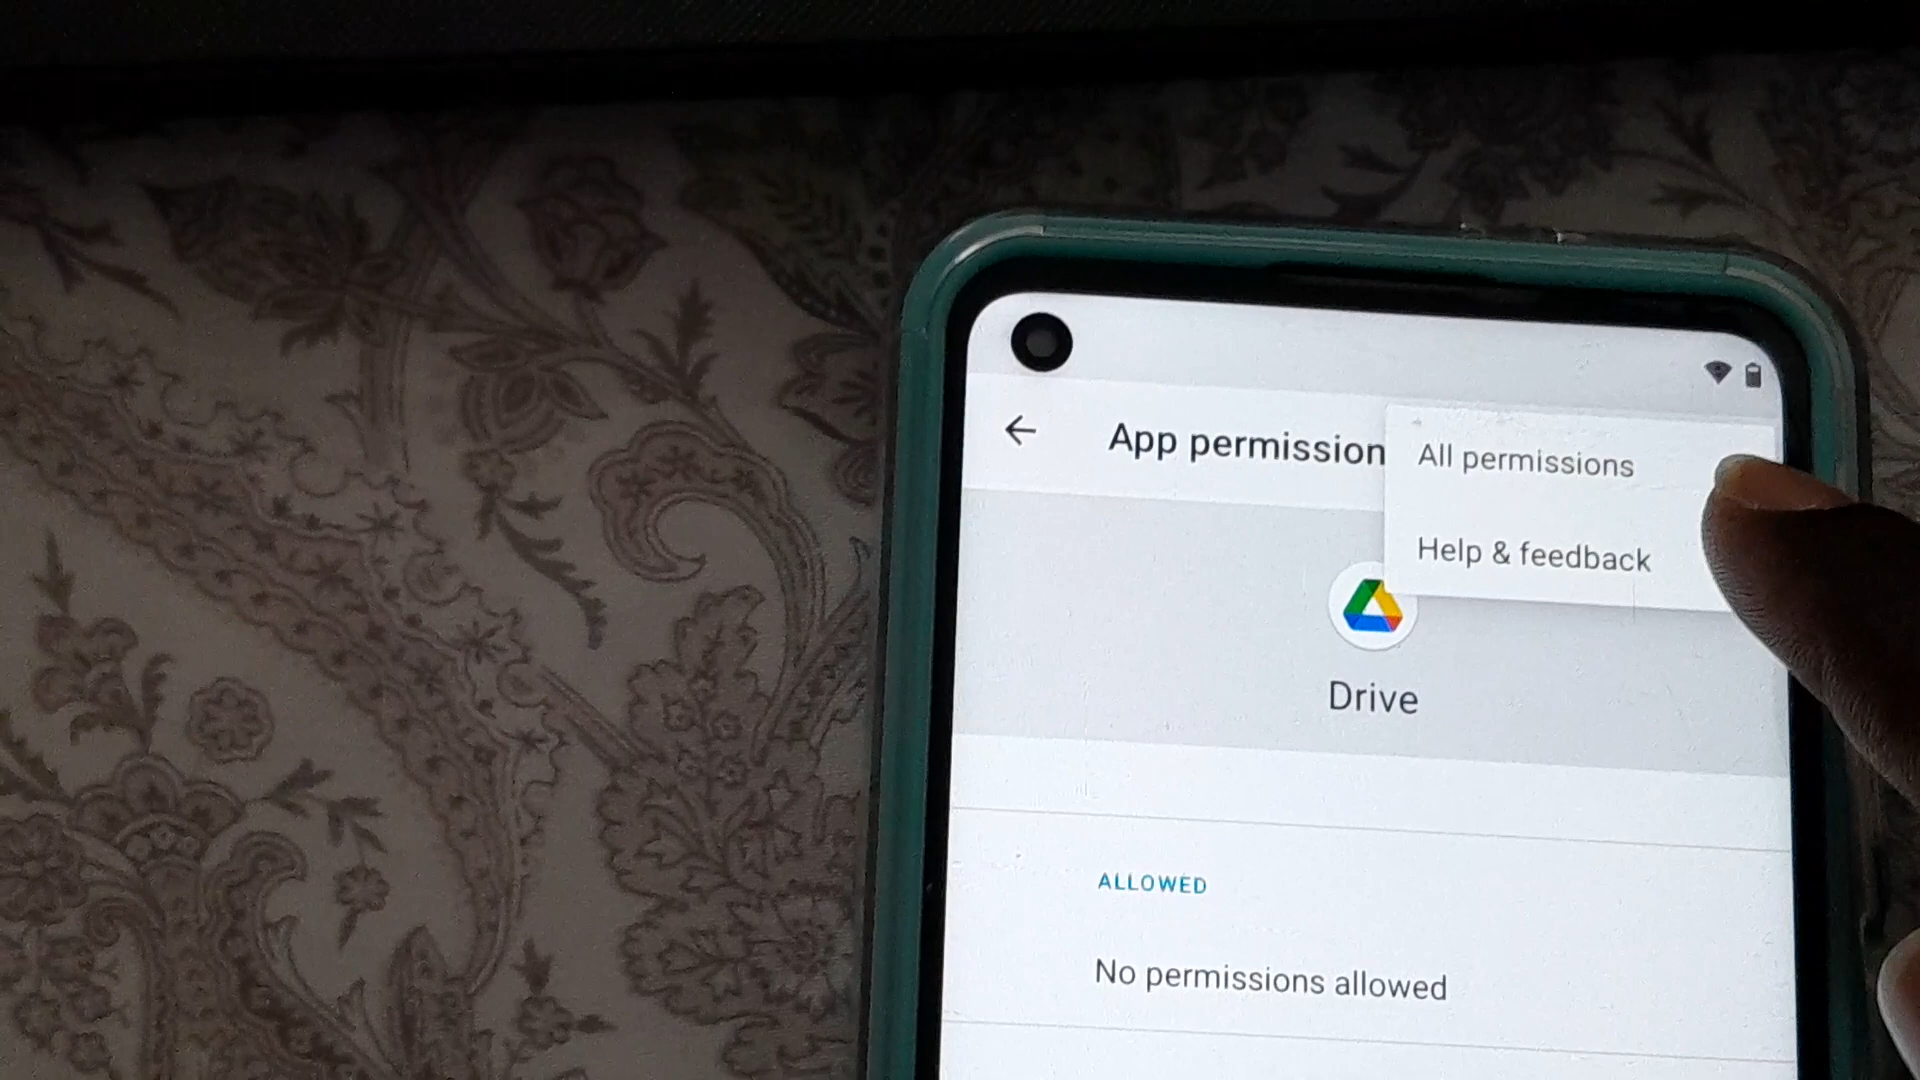 App permission
All permissions
Help & feedback
Drive
ALLOWED
No permissions allowed